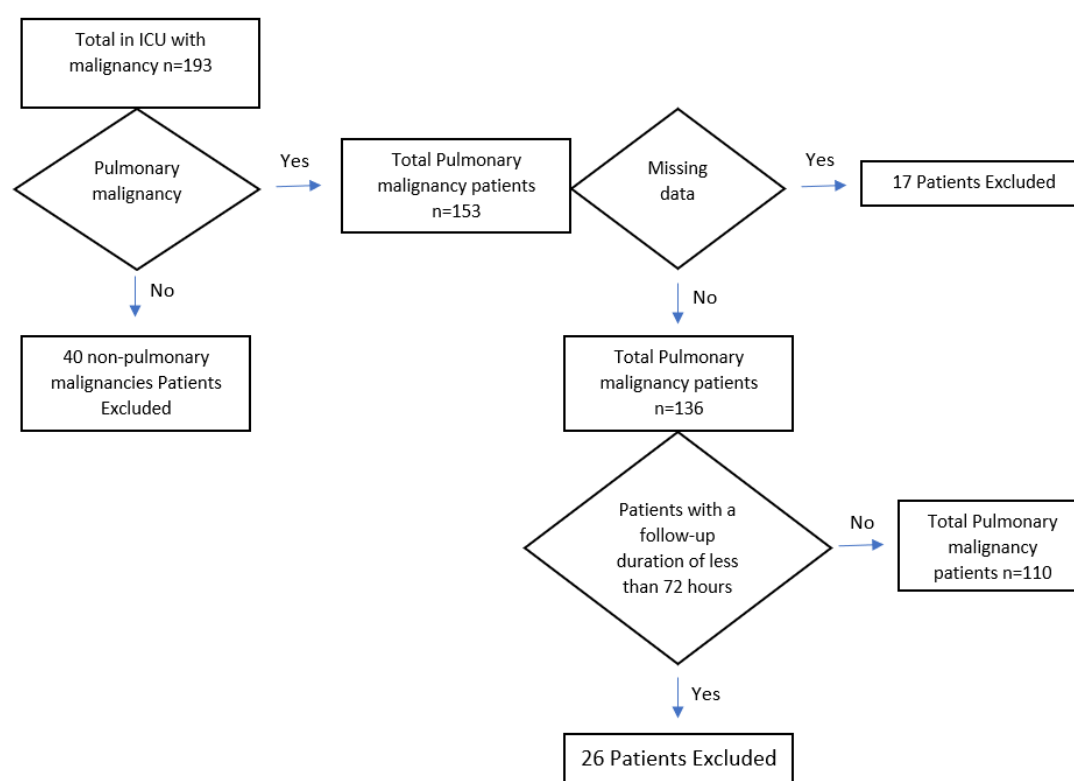 Total in ICU with
malignancy n=193
Pulmonary
malignancy
Yes
Total Pulmonary
malignancy patients
n=153
Missing
data
Yes
17 Patients Excluded
No
40 non-pulmonary
malignancies Patients
Excluded
No
Total Pulmonary
malignancy patients
n=136
Patients with a
follow-up
duration of less
than 72 hours
No
Total Pulmonary
malignancy
patients n=110
Yes
26 Patients Excluded